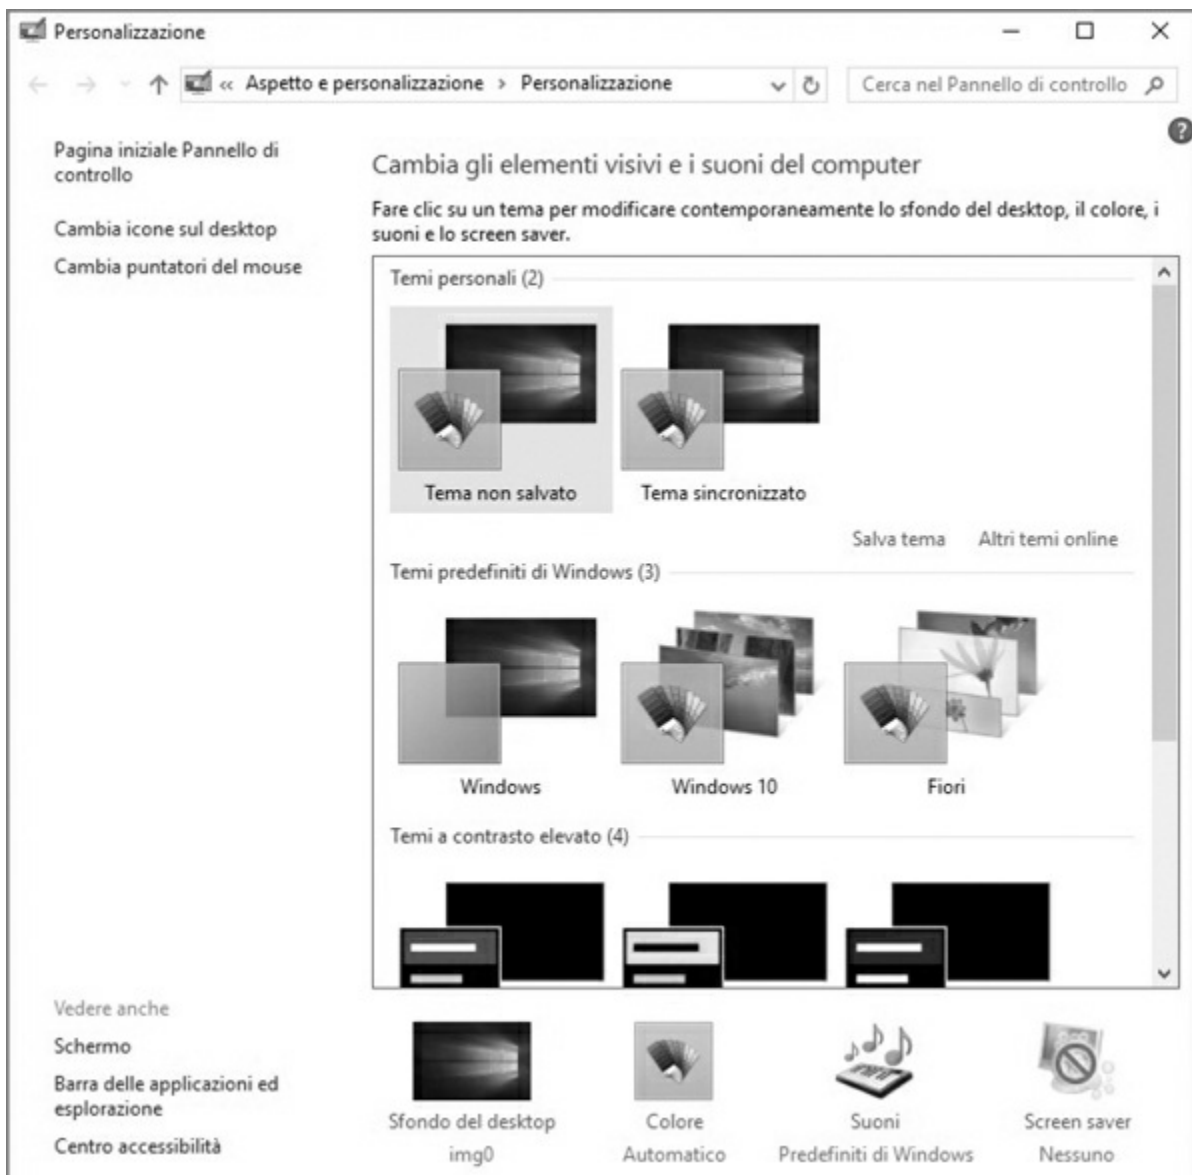 Personalizzazione
« Aspetto e personalizzazione > Personalizzazione
Cerca nel Pannello di controllo
?
Pagina iniziale Pannello di
controllo
Cambia icone sul desktop
Cambia puntatori del mouse
Cambia gli elementi visivi e i suoni del computer
Fare clic su un tema per modificare contemporaneamente lo sfondo del desktop, il colore, i
suoni e lo screen saver.
Temi personali (2)
Tema non salvato
Tema sincronizzato
Salva tema
Altri temi online
Temi predefiniti di Windows (3)
Windows
Windows 10
Fiori
Temi a contrasto elevato (4)
Vedere anche
Schermo
Barra delle applicazioni ed
esplorazione
Centro accessibilità
Sfondo del desktop
img0
Colore
Automatico
Suoni
Predefiniti di Windows
Screen saver
Nessuno